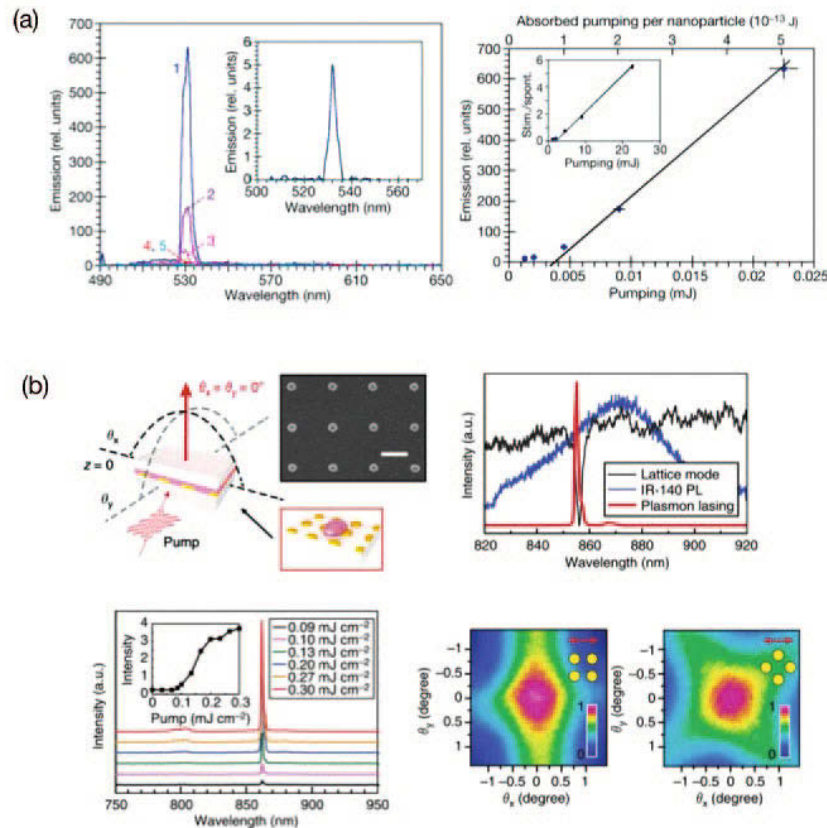 (a)
Emission (rel. units)
700
600
500
400
300
200
100
0
490
530
570
610
650
Wavelength (nm)
1
2
3
4, 5
Emission (rel. units)
6
5
4
3
2
1
0
500
520
540
560
Wavelength (nm)
Absorbed pumping per nanoparticle (10⁻¹³ J)
0
1
2
3
4
5
Emission (rel. units)
700
600
500
400
300
200
100
0
0
0.005
0.01
0.015
0.02
0.025
Pumping (mJ)
Stim./spont.
6
4
2
0
0
10
20
30
Pumping (mJ)
(b)
θx = θy = 0°
θx
z = 0
θy
Pump
Intensity (a.u.)
Lattice mode
IR-140 PL
Plasmon lasing
820
840
860
880
900
920
Wavelength (nm)
Intensity (a.u.)
Intensity
4
3
2
1
0
0
0.1
0.2
0.3
Pump (mJ cm⁻²)
0.09 mJ cm⁻²
0.10 mJ cm⁻²
0.13 mJ cm⁻²
0.20 mJ cm⁻²
0.27 mJ cm⁻²
0.30 mJ cm⁻²
750
800
850
900
950
Wavelength (nm)
θy (degree)
−1
−0.5
0
0.5
1
1
0
−1
−0.5
0
0.5
1
θx (degree)
θy (degree)
−1
−0.5
0
0.5
1
1
0
−1
−0.5
0
0.5
1
θx (degree)